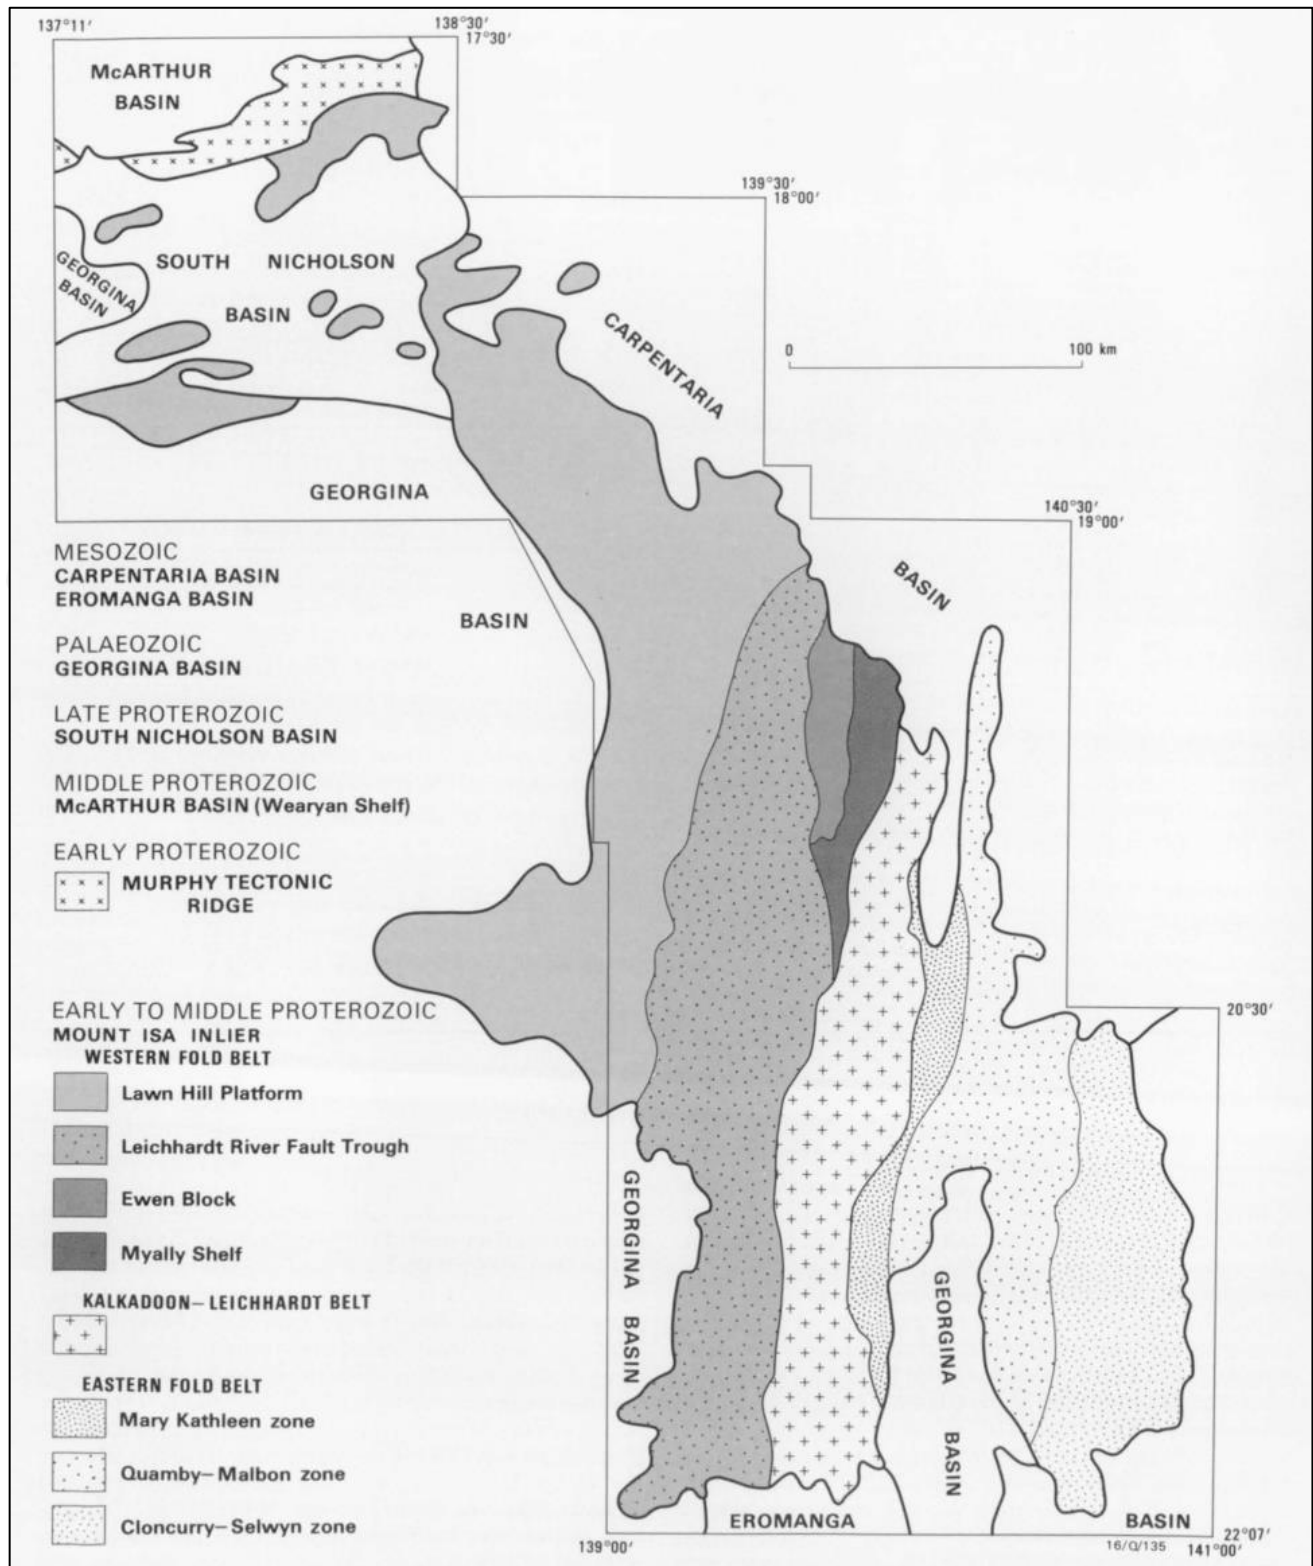 137°11′
138°30′
17°30′
McARTHUR
BASIN
139°30′
18°00′
SOUTH NICHOLSON
BASIN
GEORGINA
BASIN
CARPENTARIA
0 100 km
GEORGINA
140°30′
19°00′
BASIN
BASIN
MESOZOIC
CARPENTARIA BASIN
EROMANGA BASIN
PALAEOZOIC
GEORGINA BASIN
LATE PROTEROZOIC
SOUTH NICHOLSON BASIN
MIDDLE PROTEROZOIC
McARTHUR BASIN (Wearyan Shelf)
EARLY PROTEROZOIC
MURPHY TECTONIC
RIDGE
EARLY TO MIDDLE PROTEROZOIC
MOUNT ISA INLIER
WESTERN FOLD BELT
Lawn Hill Platform
Leichhardt River Fault Trough
Ewen Block
Myally Shelf
KALKADOON–LEICHHARDT BELT
EASTERN FOLD BELT
Mary Kathleen zone
Quamby–Malbon zone
Cloncurry–Selwyn zone
20°30′
GEORGINA BASIN
GEORGINA BASIN
EROMANGA BASIN
16/Q/135
22°07′
139°00′
141°00′